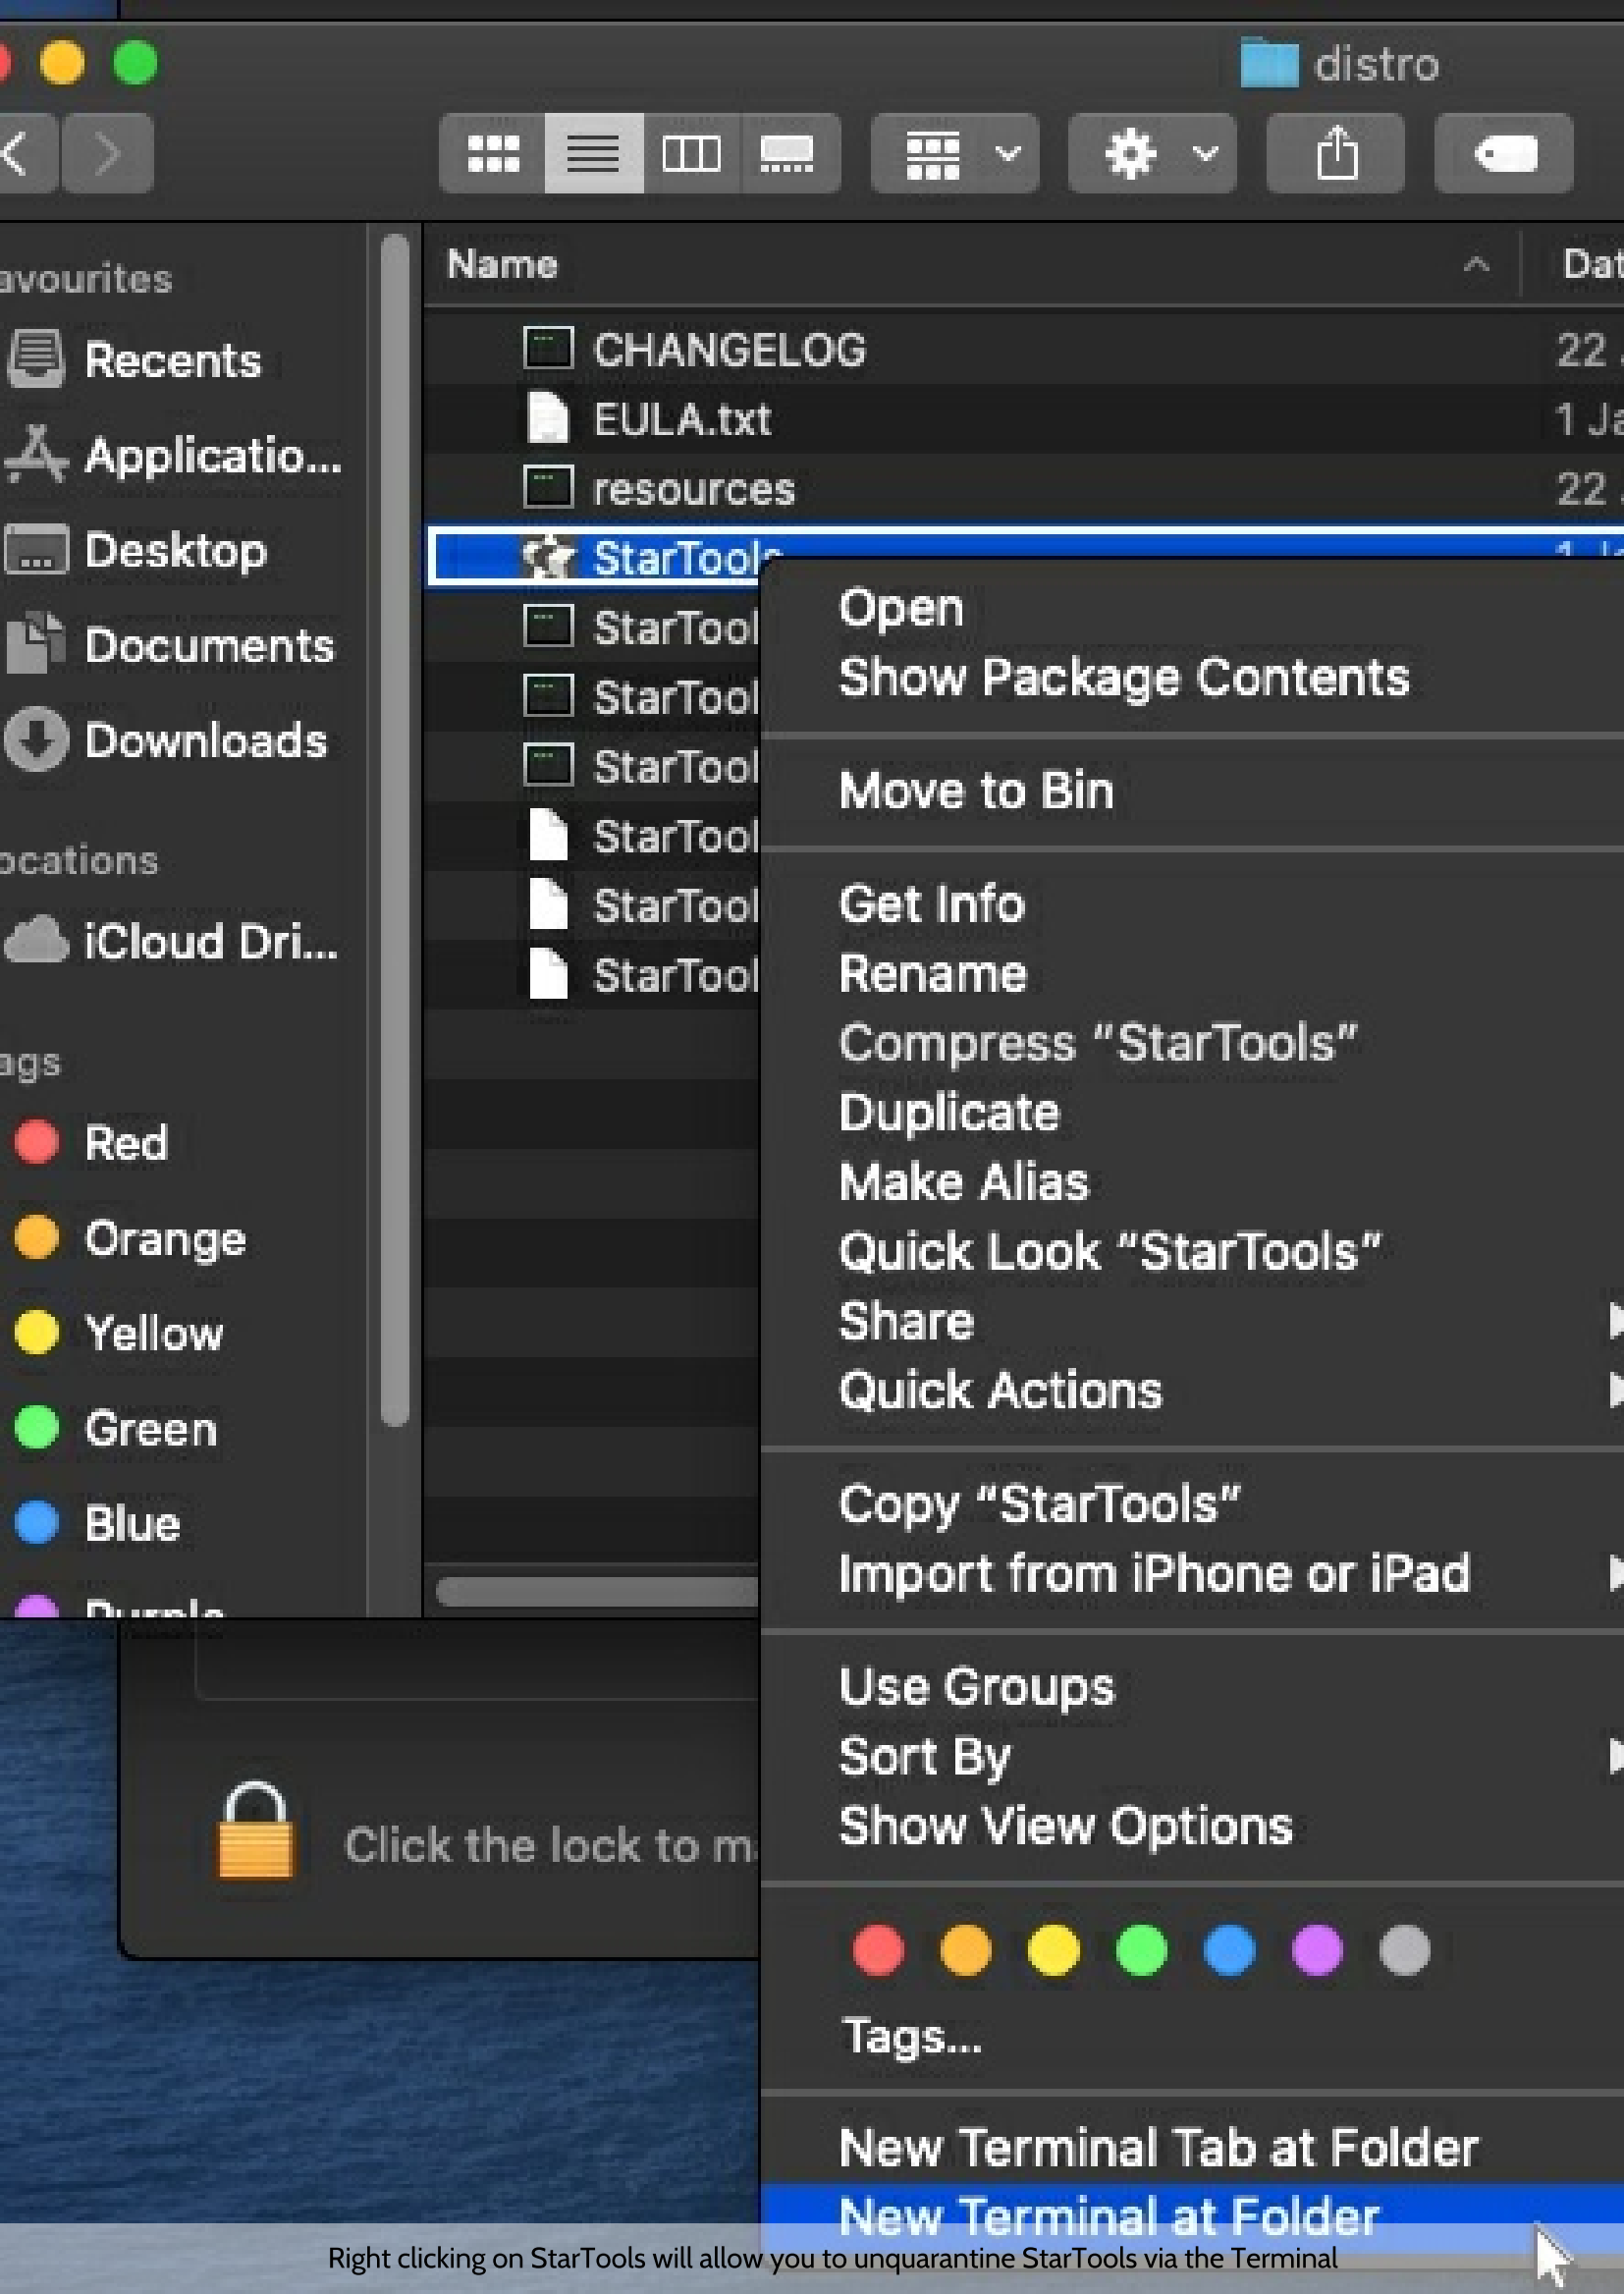 distro
Name
Dat
avourites
Recents
Applicatio...
Desktop
Documents
Downloads
ocations
iCloud Dri...
ags
Red
Orange
Yellow
Green
Blue
Purple
CHANGELOG
22
EULA.txt
1 Ja
resources
22
StarTools
StarTool
StarTool
StarTool
StarTool
StarTool
StarTool
Open
Show Package Contents
Move to Bin
Get Info
Rename
Compress “StarTools”
Duplicate
Make Alias
Quick Look “StarTools”
Share
Quick Actions
Copy “StarTools”
Import from iPhone or iPad
Use Groups
Sort By
Show View Options
Tags...
New Terminal Tab at Folder
New Terminal at Folder
Click the lock to m
Right clicking on StarTools will allow you to unquarantine StarTools via the Terminal